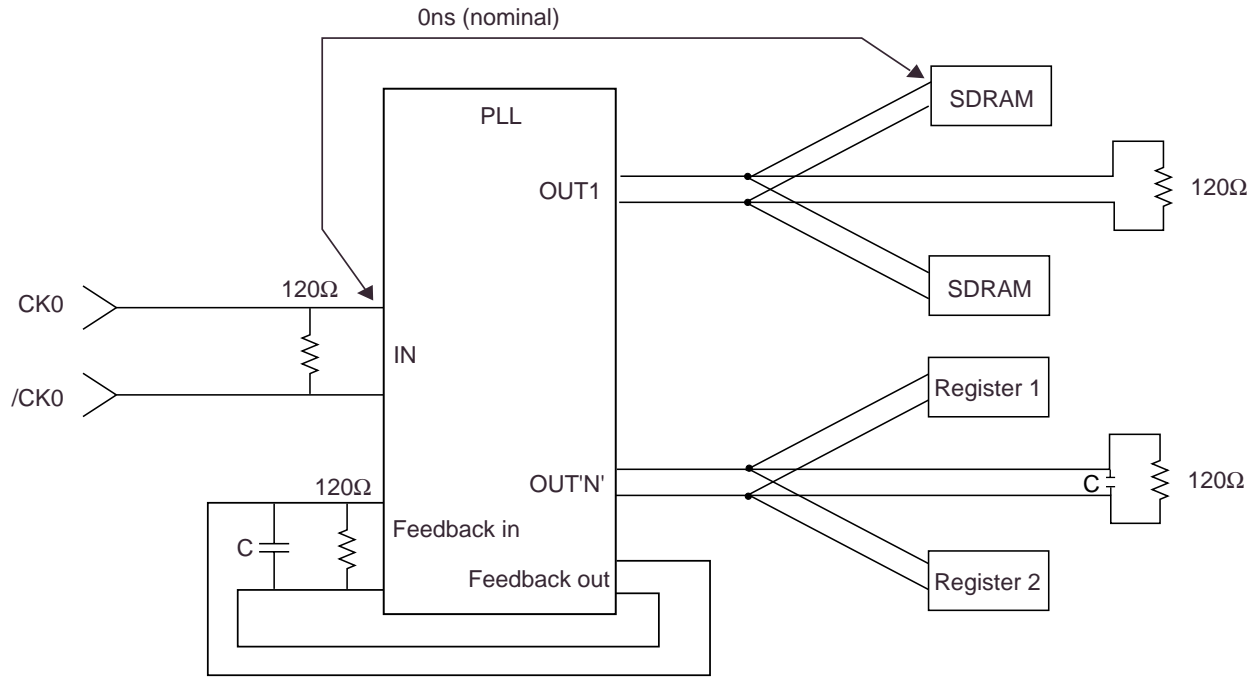 0ns (nominal)
PLL
SDRAM
OUT1
120Ω
SDRAM
120Ω
CK0
IN
/CK0
Register 1
120Ω
OUT'N'
C
120Ω
Feedback in
C
Feedback out
Register 2